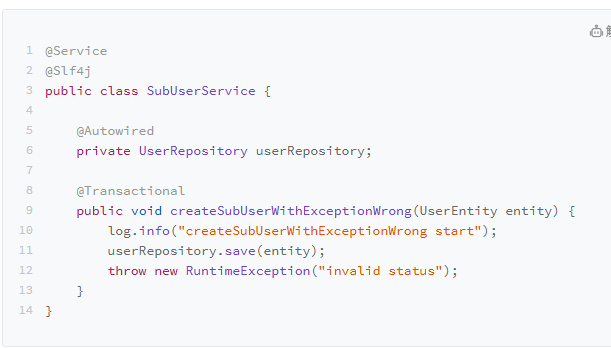 解
1 @Service
2 @Slf4j
3 public class SubUserService {
4
5 @Autowired
6 private UserRepository userRepository;
7
8 @Transactional
9 public void createSubUserWithExceptionWrong(UserEntity entity) {
10 log.info("createSubUserWithExceptionWrong start");
11 userRepository.save(entity);
12 throw new RuntimeException("invalid status");
13 }
14 }